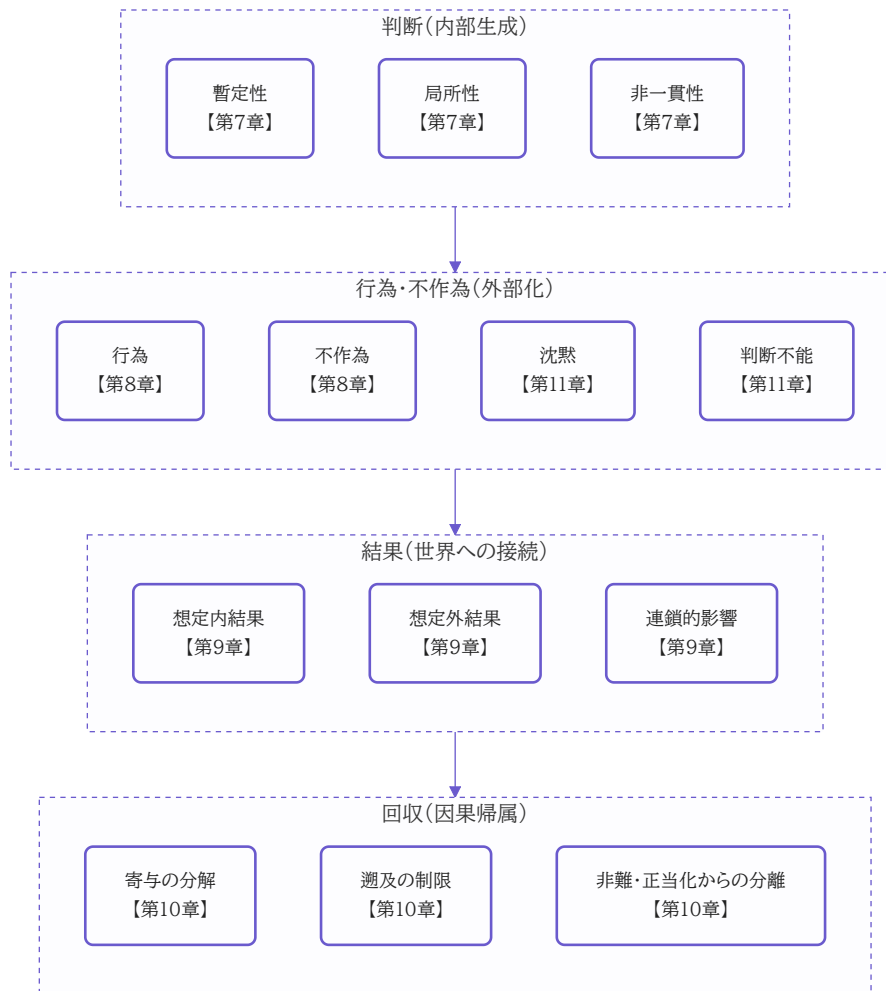 判断（内部生成）
暫定性
【第7章】
局所性
【第7章】
非一貫性
【第7章】
行為・不作為（外部化）
行為
【第8章】
不作為
【第8章】
沈黙
【第11章】
判断不能
【第11章】
結果（世界への接続）
想定内結果
【第9章】
想定外結果
【第9章】
連鎖的影響
【第9章】
回収（因果帰属）
寄与の分解
【第10章】
遡及の制限
【第10章】
非難・正当化からの分離
【第10章】